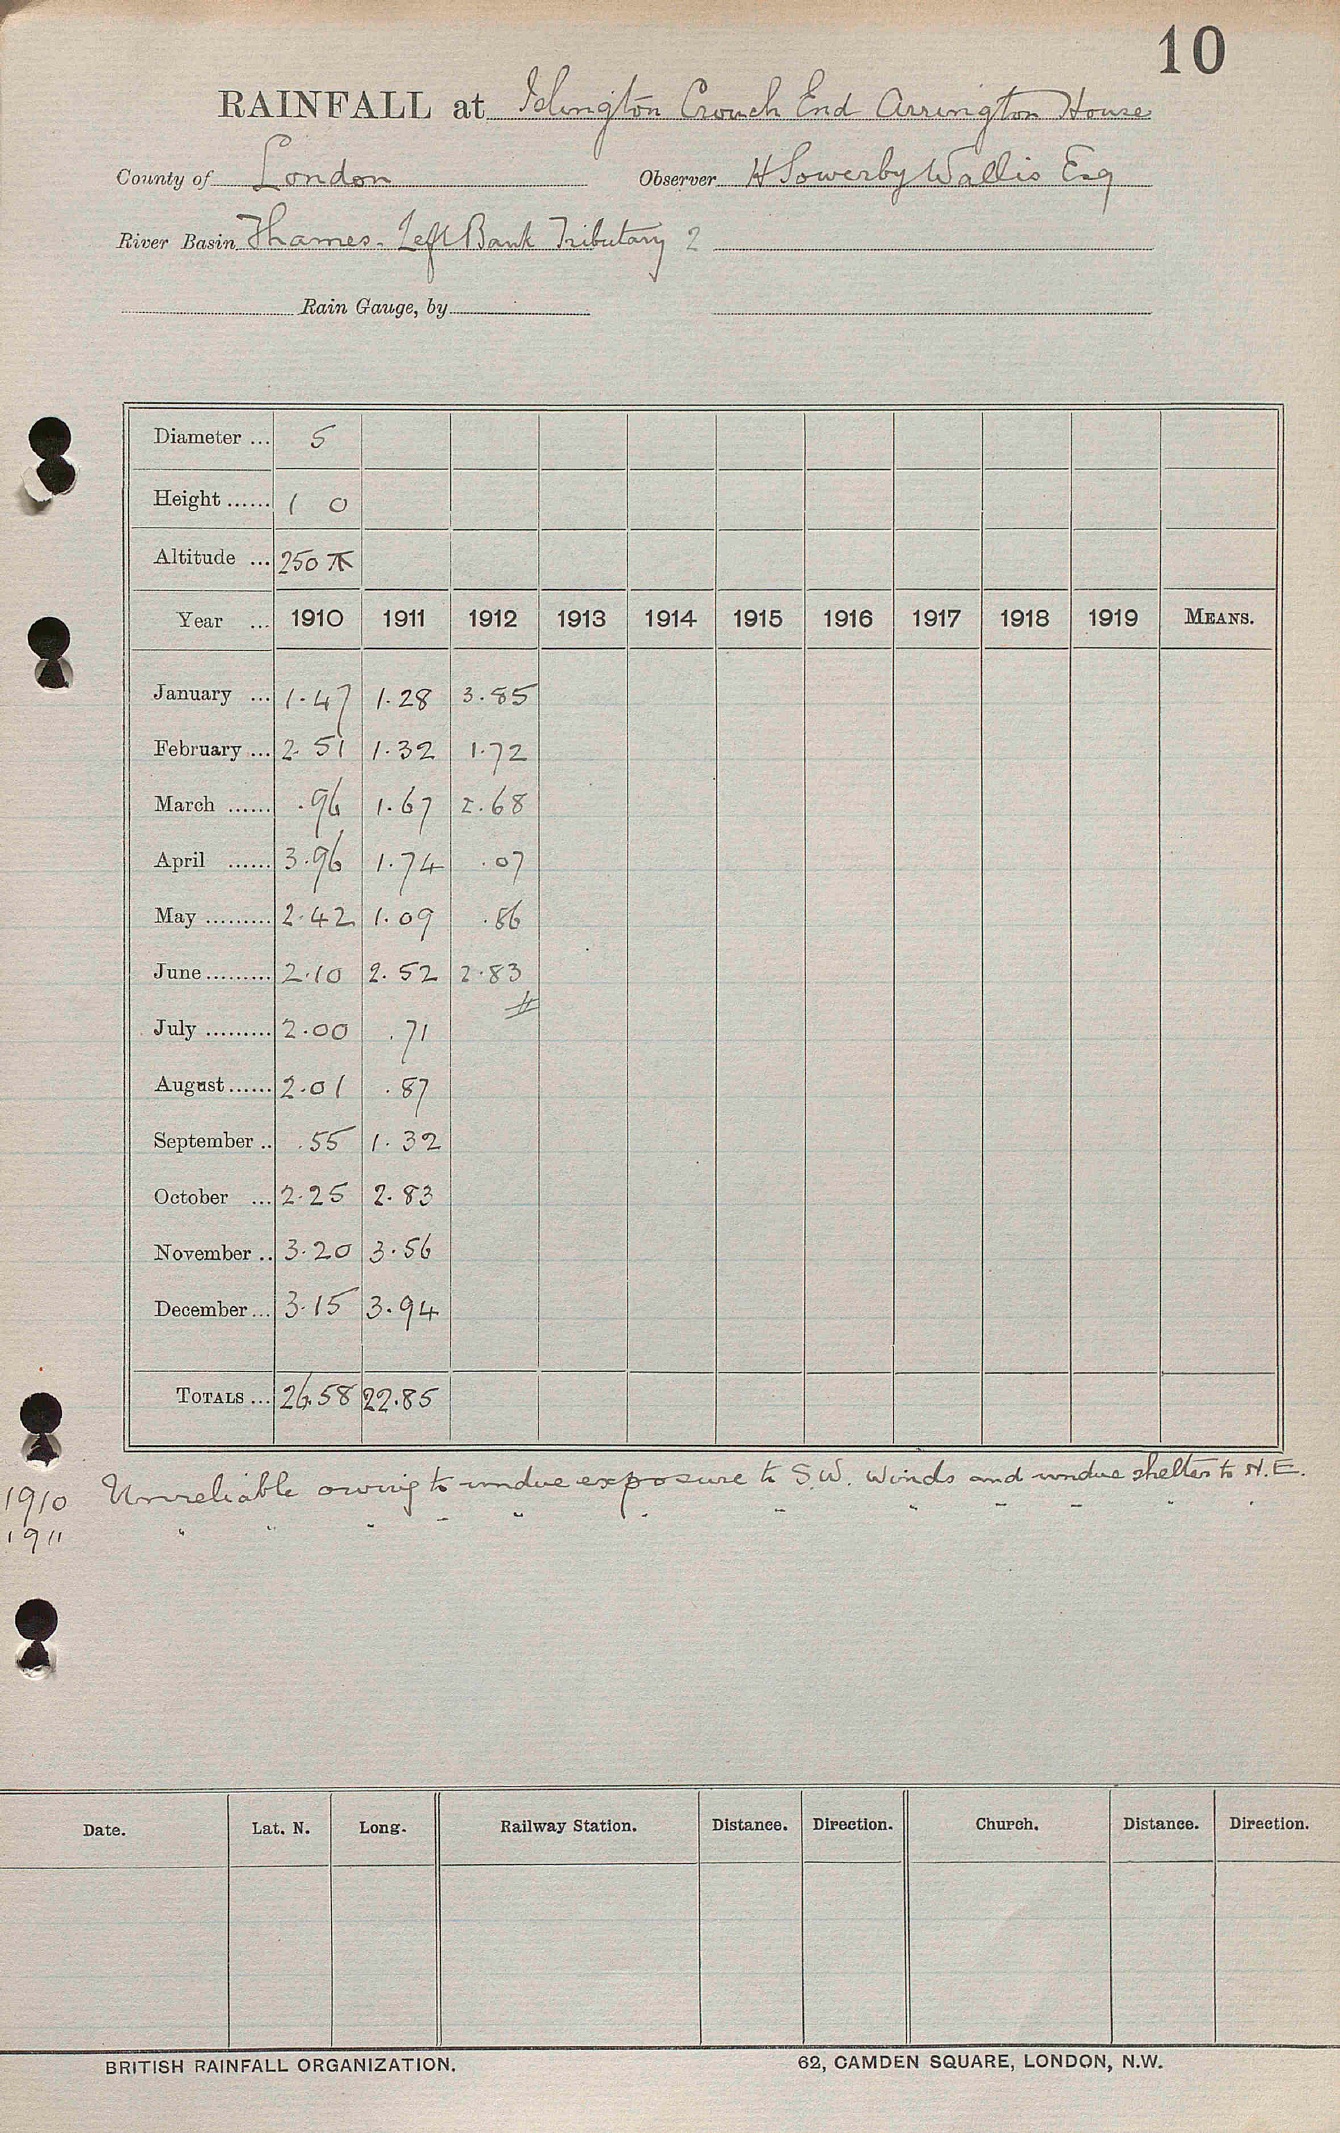 10
RAINFALL at Islington Crouch End Arrington House
County of London Observer H Sowerby Wallis Esq
River Basin Thames. Left Bank Tributary 2
Rain Gauge, by
Diameter ... 5
Height ...... 1 0
Altitude ... 250
Year ... 1910 1911 1912 1913 1914 1915 1916 1917 1918 1919 MEANS.
January ... 1.47 1.28 3.85
February ... 2.51 1.32 1.72
March ...... .96 1.67 2.68
April ...... 3.96 1.74 .07
May ......... 2.42 1.09 .86
June ......... 2.10 2.52 2.83
July ......... 2.00 .71
August ...... 2.01 .87
September .. .55 1.32
October ... 2.25 2.83
November .. 3.20 3.56
December ... 3.15 3.94
TOTALS ... 26.58 22.85
1910 Unreliable owing to undue exposure to S.W. winds and undue shelter to N.E.
1911 " " " " " " " " " " " "
Date. Lat. N. Long. Railway Station. Distance. Direction. Church. Distance. Direction.
BRITISH RAINFALL ORGANIZATION. 62, CAMDEN SQUARE, LONDON, N.W.